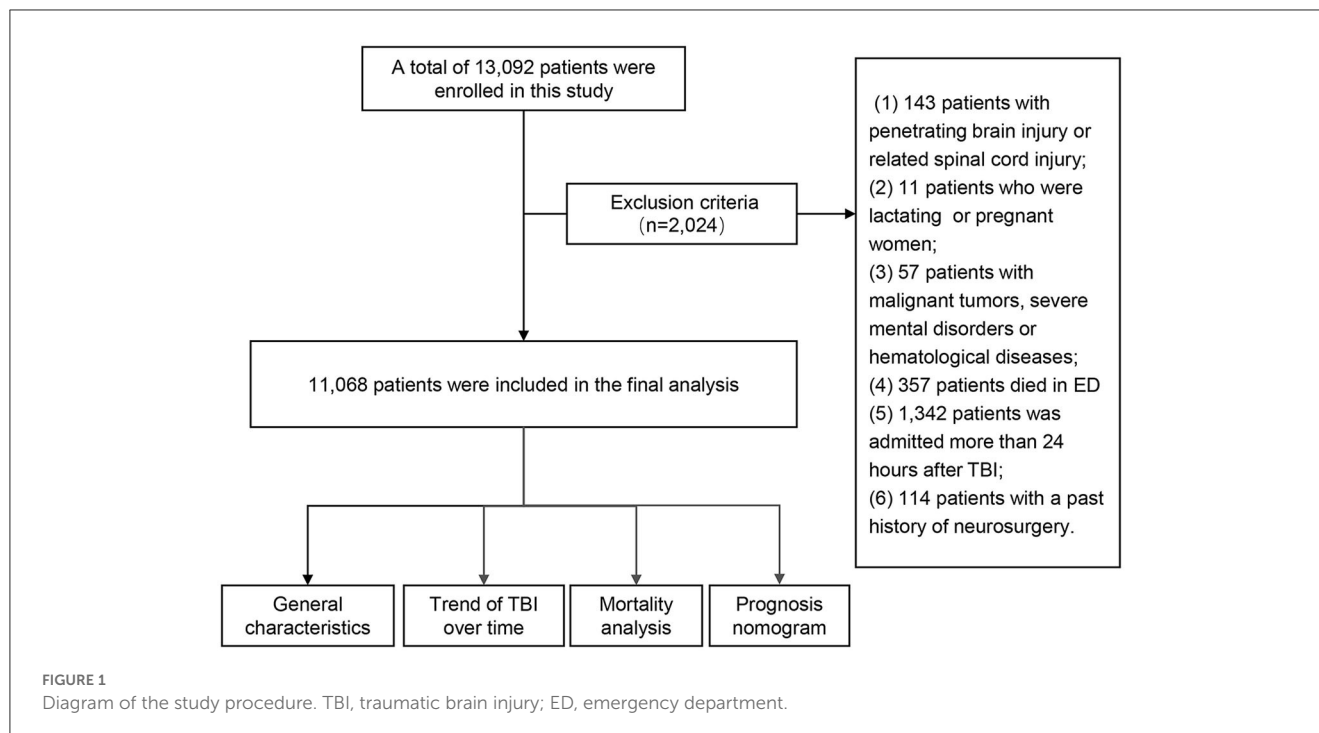 A total of 13,092 patients were
enrolled in this study
Exclusion criteria
(n=2,024)
(1) 143 patients with
penetrating brain injury or
related spinal cord injury;
(2) 11 patients who were
lactating or pregnant
women;
(3) 57 patients with
malignant tumors, severe
mental disorders or
hematological diseases;
(4) 357 patients died in ED
(5) 1,342 patients was
admitted more than 24
hours after TBI;
(6) 114 patients with a past
history of neurosurgery.
11,068 patients were included in the final analysis
General
characteristics
Trend of TBI
over time
Mortality
analysis
Prognosis
nomogram
FIGURE 1
Diagram of the study procedure. TBI, traumatic brain injury; ED, emergency department.